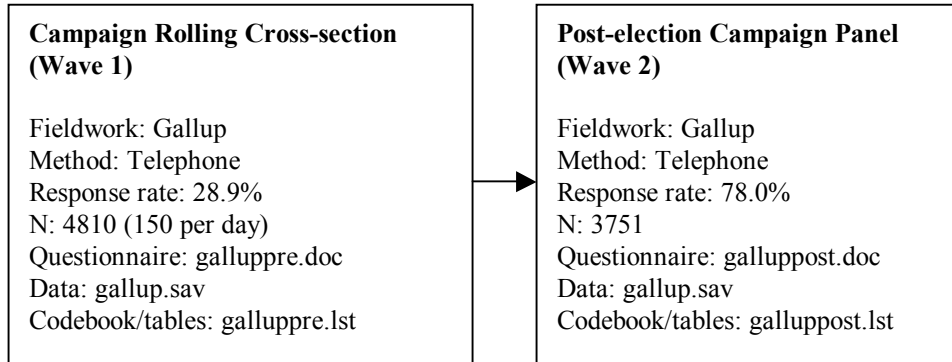 Campaign Rolling Cross-section
(Wave 1)
Fieldwork: Gallup
Method: Telephone
Response rate: 28.9%
N: 4810 (150 per day)
Questionnaire: galluppre.doc
Data: gallup.sav
Codebook/tables: galluppre.lst
Post-election Campaign Panel
(Wave 2)
Fieldwork: Gallup
Method: Telephone
Response rate: 78.0%
N: 3751
Questionnaire: galluppost.doc
Data: gallup.sav
Codebook/tables: galluppost.lst